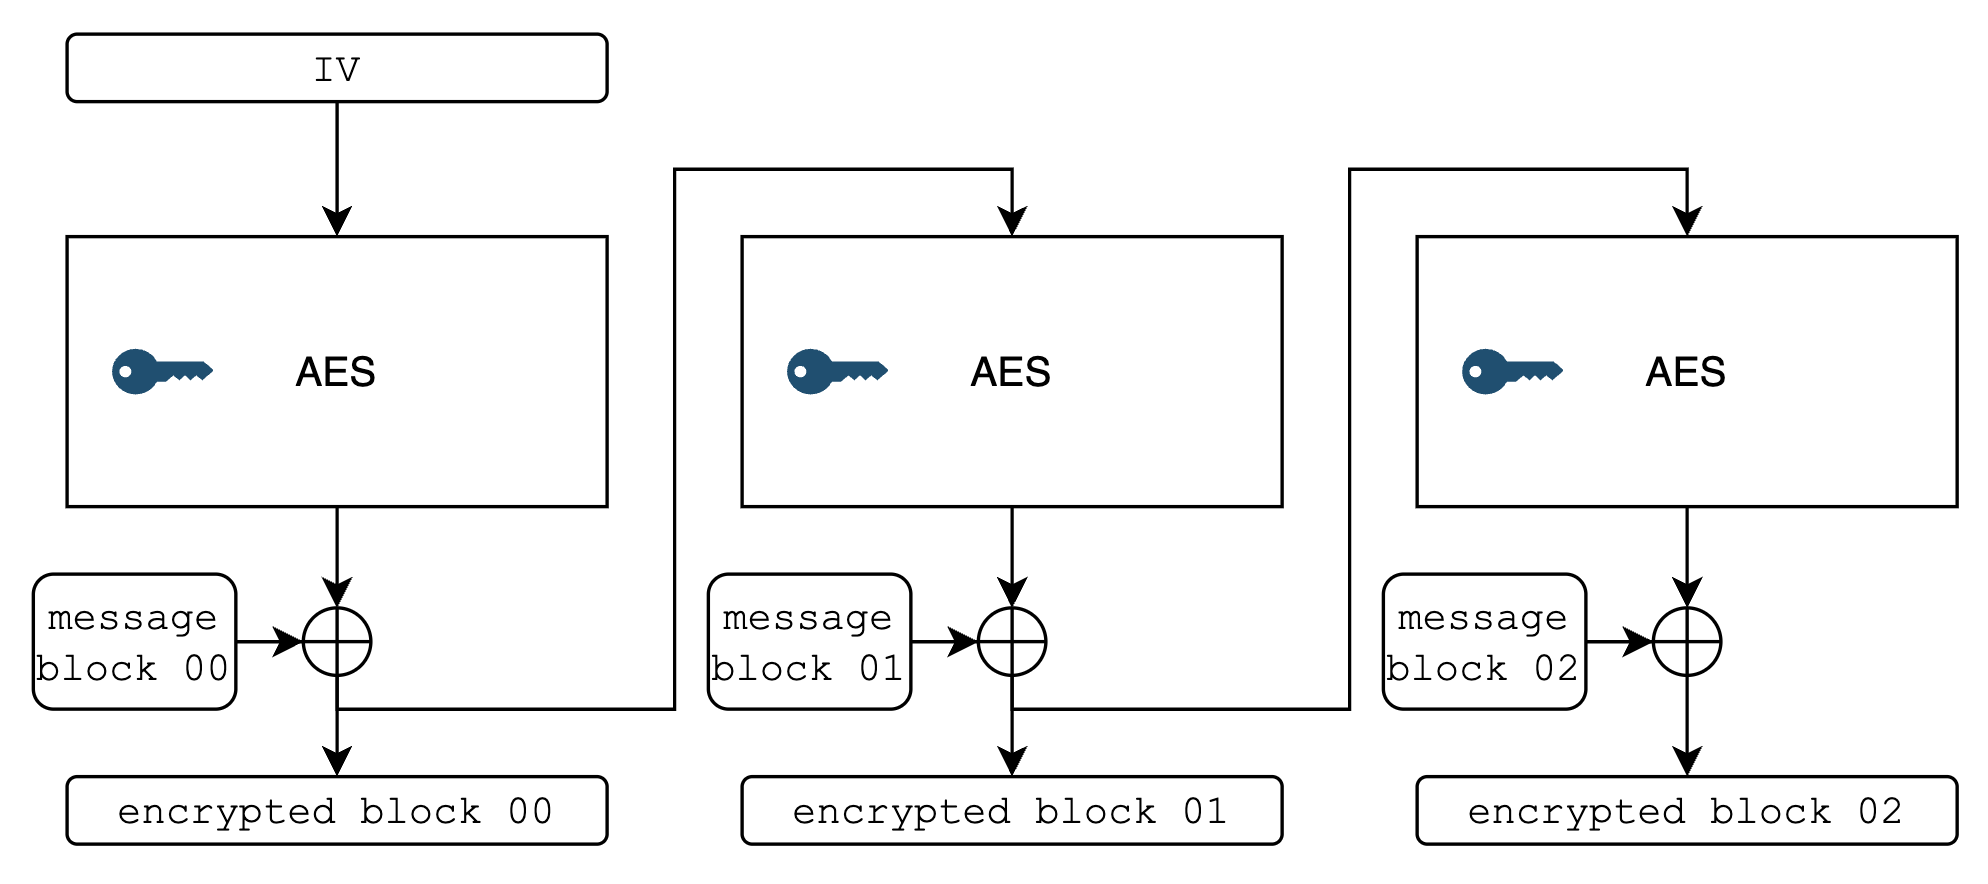 IV
AES
AES
AES
message
block 00
message
block 01
message
block 02
encrypted block 00
encrypted block 01
encrypted block 02